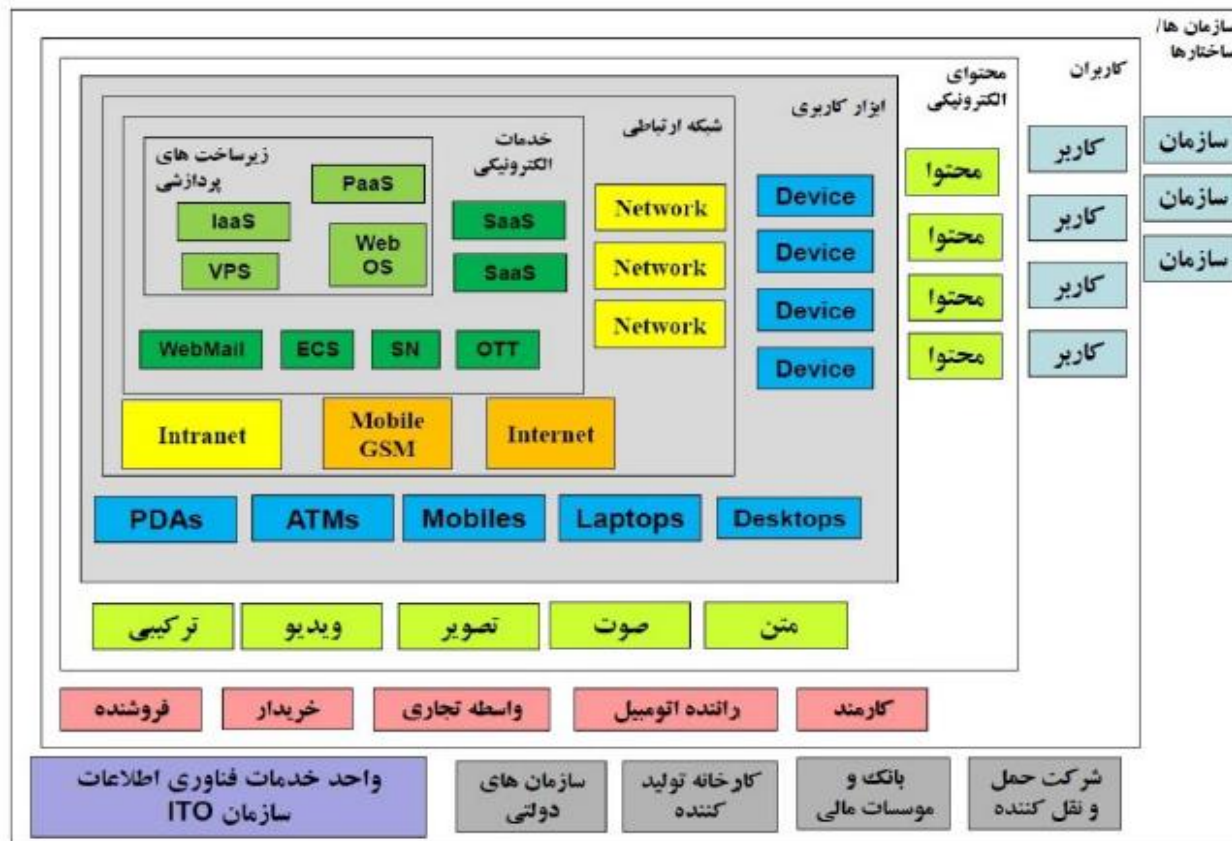 سازمان ها/
ساختارها
کاربران
محتوای
الکترونیکی
ابزار کاربری
شبکه ارتباطی
خدمات
الکترونیکی
زیرساخت های
پردازشی
PaaS
IaaS
Web
OS
VPS
SaaS
SaaS
WebMail
ECS
SN
OTT
Network
Network
Network
Intranet
Mobile
GSM
Internet
Device
Device
Device
Device
PDAs
ATMs
Mobiles
Laptops
Desktops
محتوا
محتوا
محتوا
محتوا
متن
صوت
تصویر
ویدیو
ترکیبی
کاربر
کاربر
کاربر
کاربر
کارمند
راننده اتومبیل
واسطه تجاری
خریدار
فروشنده
سازمان
سازمان
سازمان
شرکت حمل
و نقل کننده
بانک و
موسسات مالی
کارخانه تولید
کننده
سازمان های
دولتی
واحد خدمات فناوری اطلاعات
سازمان ITO